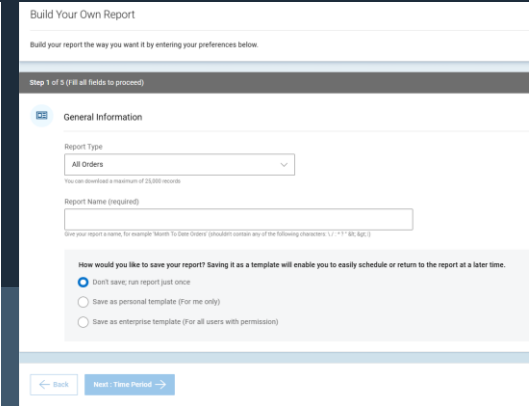 Build Your Own Report
Build your report the way you want it by entering your preferences below.
Step 1 of 5 (Fill all fields to proceed)
General Information
Report Type
All Orders
You can download a maximum of 25,000 records
Report Name (required)
Give your report a name, for example 'Month To Date Orders' (shouldn't contain any of the following characters: \ / : * ? " &lt; &gt; |)
How would you like to save your report? Saving it as a template will enable you to easily schedule or return to the report at a later time.
Don't save; run report just once
Save as personal template (For me only)
Save as enterprise template (For all users with permission)
Back
Next : Time Period